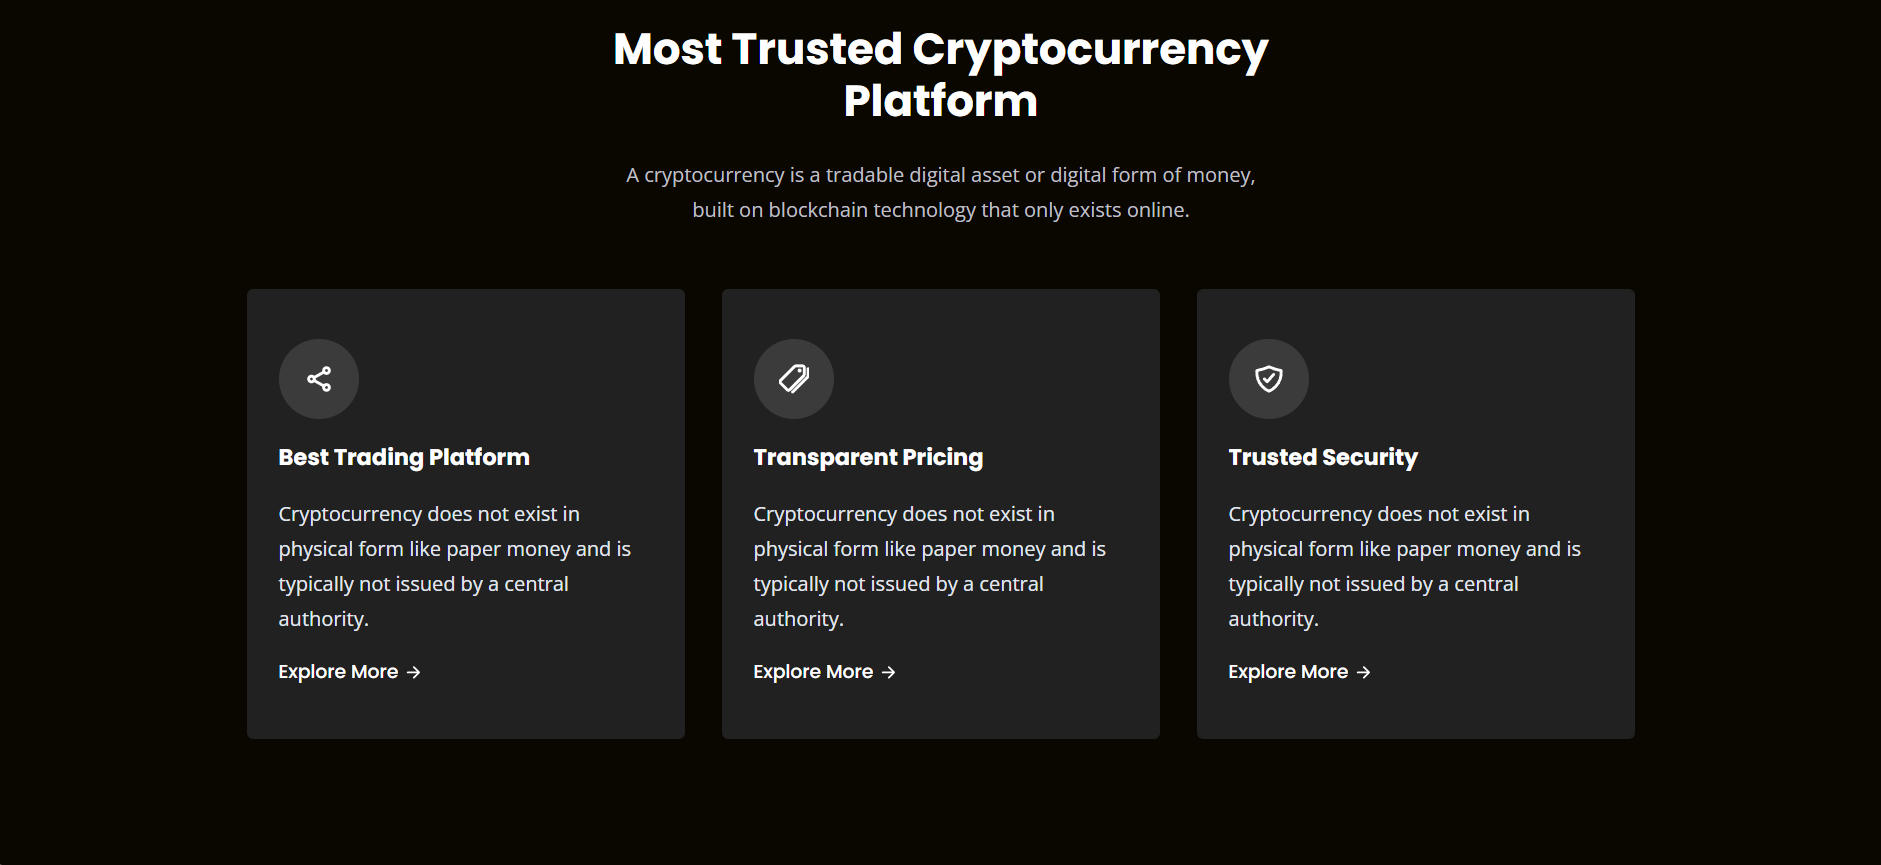 Most Trusted Cryptocurrency
Platform
A cryptocurrency is a tradable digital asset or digital form of money,
built on blockchain technology that only exists online.
Best Trading Platform
Cryptocurrency does not exist in
physical form like paper money and is
typically not issued by a central
authority.
Explore More →
Transparent Pricing
Cryptocurrency does not exist in
physical form like paper money and is
typically not issued by a central
authority.
Explore More →
Trusted Security
Cryptocurrency does not exist in
physical form like paper money and is
typically not issued by a central
authority.
Explore More →